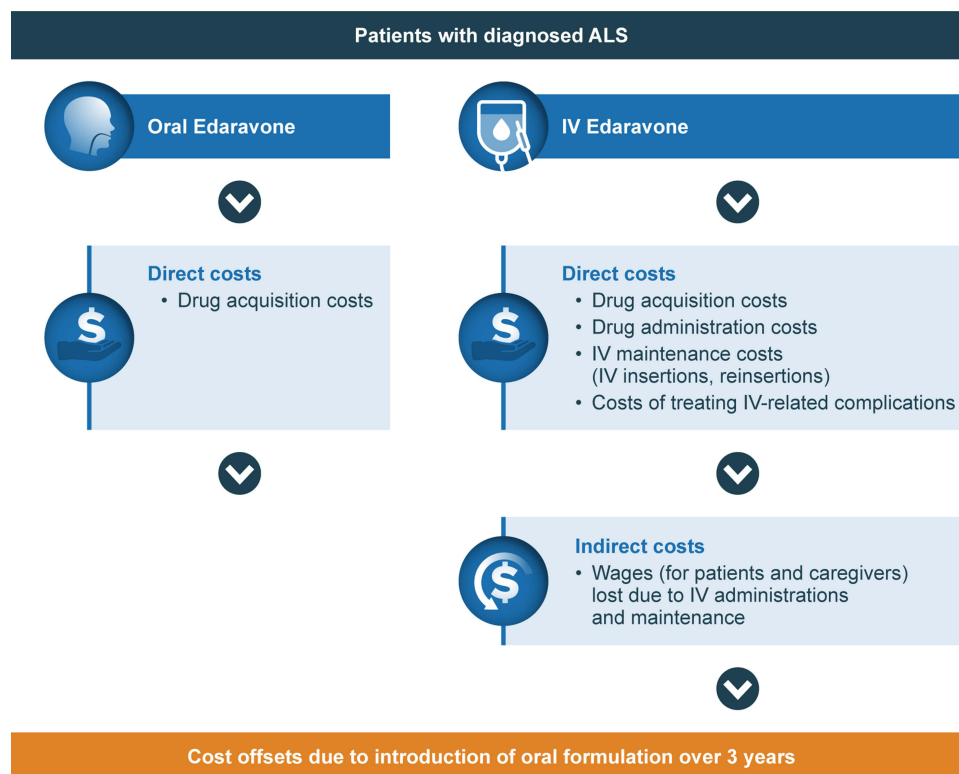 Patients with diagnosed ALS
Oral Edaravone
IV Edaravone
Direct costs
• Drug acquisition costs
Direct costs
• Drug acquisition costs
• Drug administration costs
• IV maintenance costs
(IV insertions, reinsertions)
• Costs of treating IV-related complications
Indirect costs
• Wages (for patients and caregivers)
lost due to IV administrations
and maintenance
Cost offsets due to introduction of oral formulation over 3 years